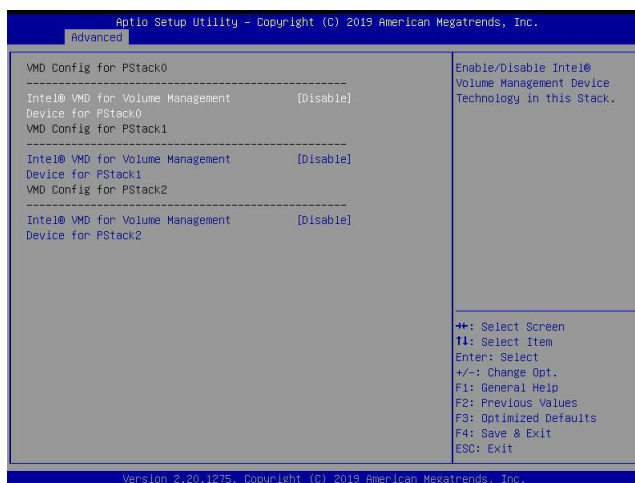 Aptio Setup Utility – Copyright (C) 2019 American Megatrends, Inc.
Advanced
VMD Config for PStack0
------------------------------------------------
Intel® VMD for Volume Management [Disable]
Device for PStack0
VMD Config for PStack1
------------------------------------------------
Intel® VMD for Volume Management [Disable]
Device for PStack1
VMD Config for PStack2
------------------------------------------------
Intel® VMD for Volume Management [Disable]
Device for PStack2
Enable/Disable Intel®
Volume Management Device
Technology in this Stack.
→←: Select Screen
↑↓: Select Item
Enter: Select
+/-: Change Opt.
F1: General Help
F2: Previous Values
F3: Optimized Defaults
F4: Save & Exit
ESC: Exit
Version 2.20.1275. Copyright (C) 2019 American Megatrends, Inc.